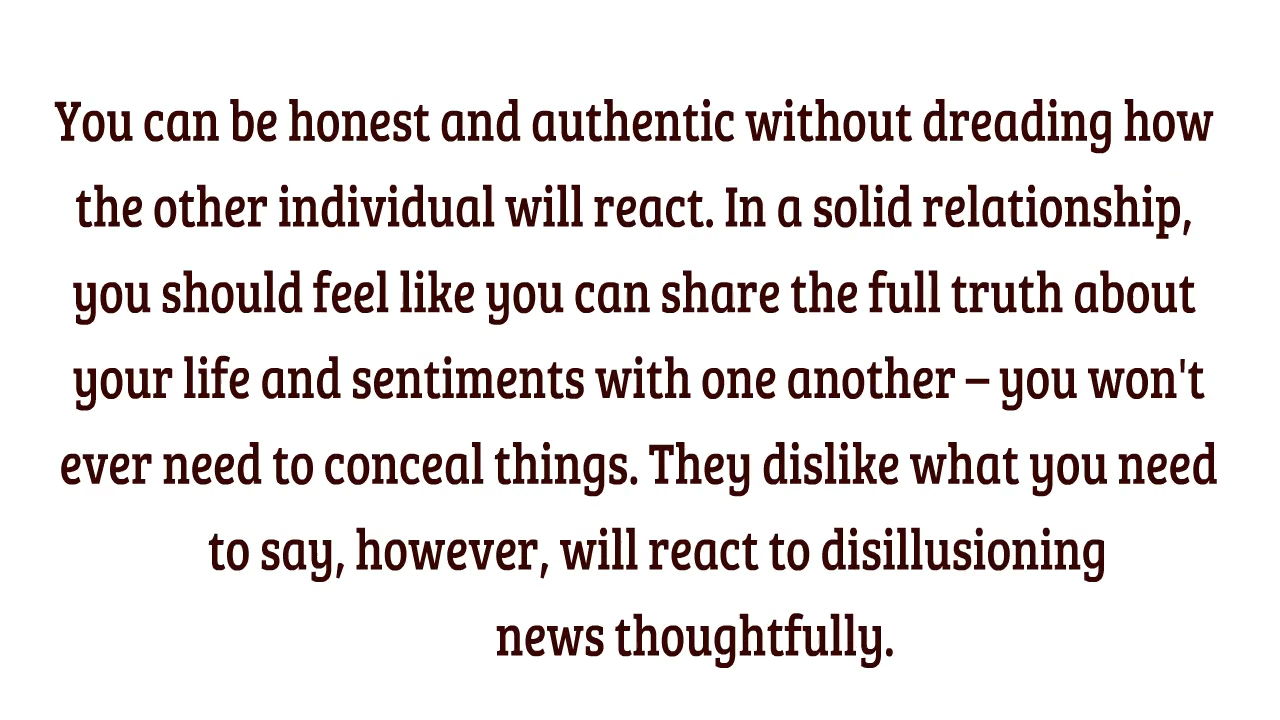 You can be honest and authentic without dreading how
the other individual will react. In a solid relationship,
you should feel like you can share the full truth about
your life and sentiments with one another – you won't
ever need to conceal things. They dislike what you need
to say, however, will react to disillusioning
news thoughtfully.